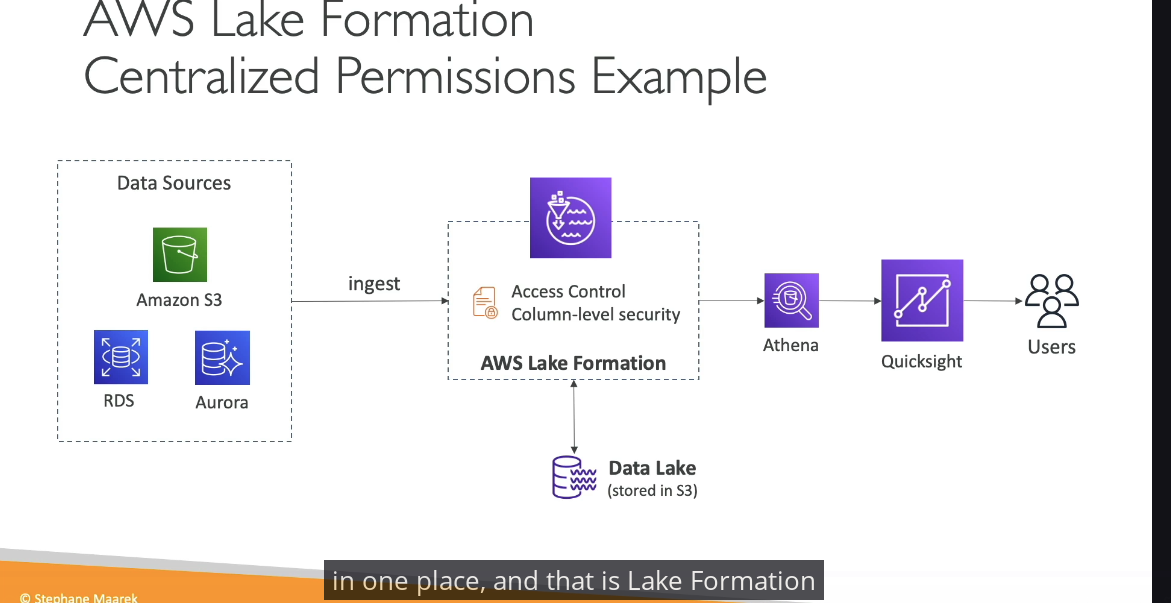 AWS Lake Formation
Centralized Permissions Example
Data Sources
Amazon S3
RDS
Aurora
ingest
Access Control
Column-level security
AWS Lake Formation
Data Lake
(stored in S3)
Athena
Quicksight
Users
in one place, and that is Lake Formation
© Stephane Maarek